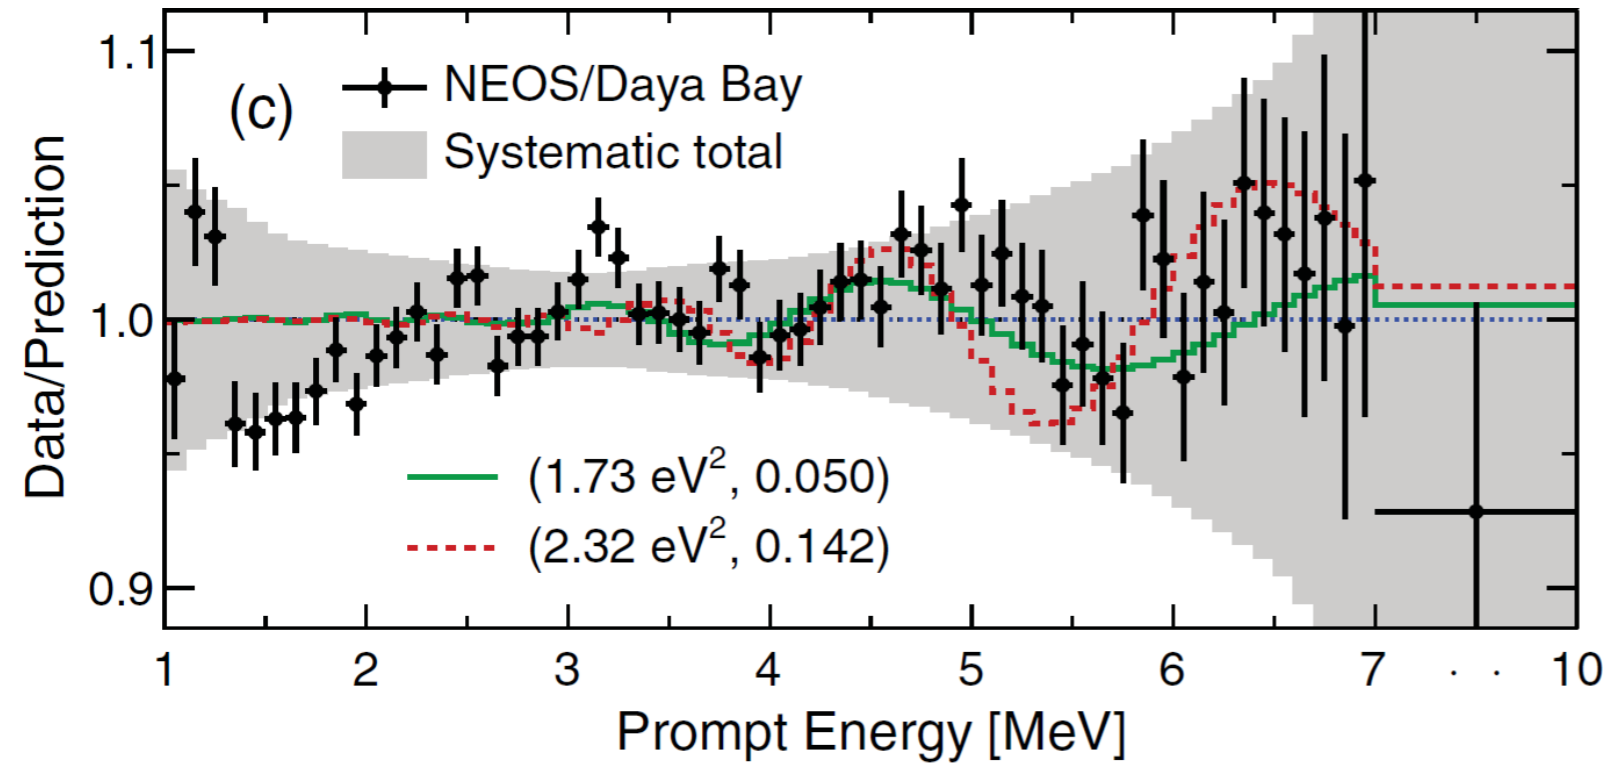 (c)
NEOS/Daya Bay
Systematic total
Data/Prediction
1.1
1.0
0.9
(1.73 eV², 0.050)
(2.32 eV², 0.142)
1 2 3 4 5 6 7 · · 10
Prompt Energy [MeV]